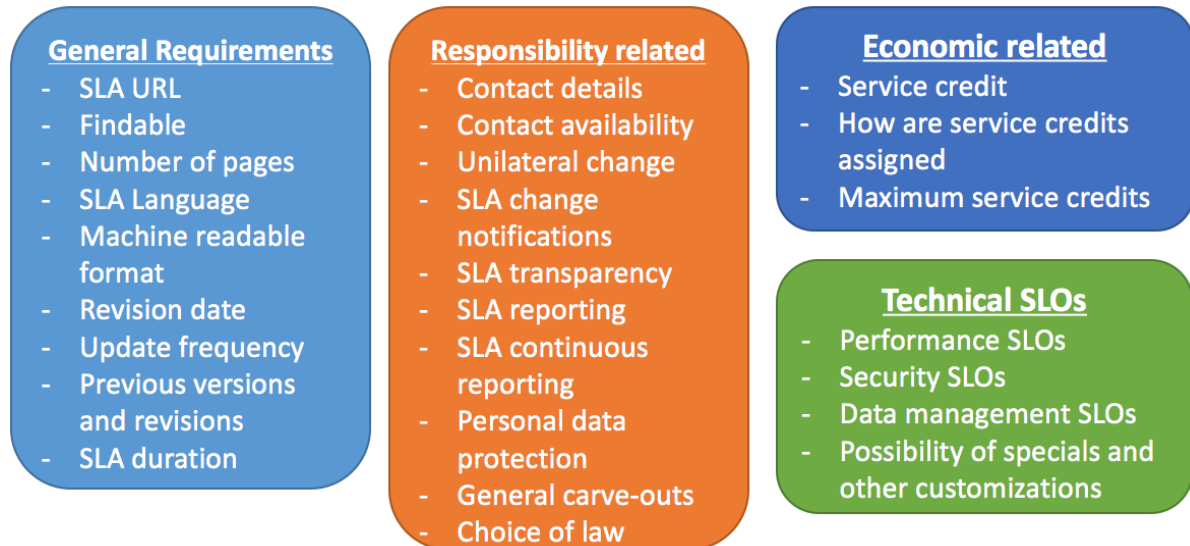 General Requirements
- SLA URL
- Findable
- Number of pages
- SLA Language
- Machine readable
format
- Revision date
- Update frequency
- Previous versions
and revisions
- SLA duration
Responsibility related
- Contact details
- Contact availability
- Unilateral change
- SLA change
notifications
- SLA transparency
- SLA reporting
- SLA continuous
reporting
- Personal data
protection
- General carve-outs
- Choice of law
Economic related
- Service credit
- How are service credits
assigned
- Maximum service credits
Technical SLOs
- Performance SLOs
- Security SLOs
- Data management SLOs
- Possibility of specials and
other customizations